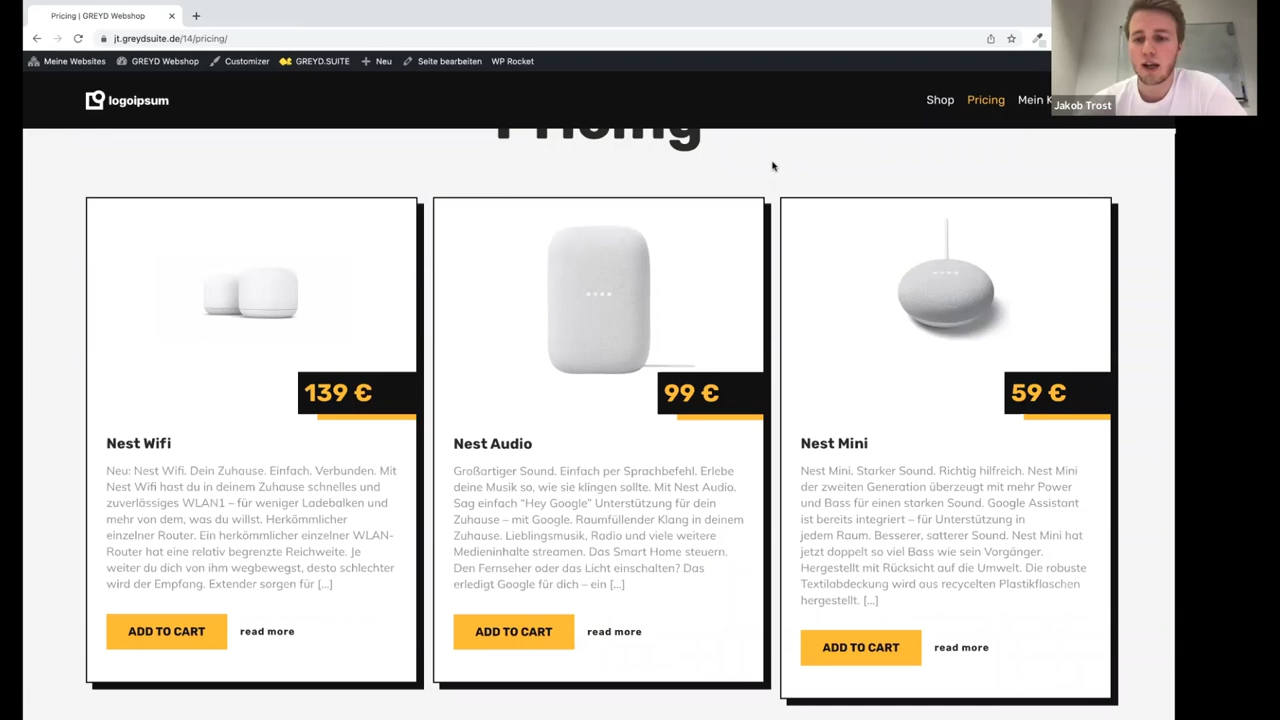 Pricing | GREYD Webshop
jt.greydsuite.de/14/pricing/
Meine Websites GREYD Webshop Customizer GREYD.SUITE Neu Seite bearbeiten WP Rocket
logoipsum Shop Pricing Mein K
Jakob Trost
Pricing
139 €
Nest Wifi
Neu: Nest Wifi. Dein Zuhause. Einfach. Verbunden. Mit
Nest Wifi hast du in deinem Zuhause schnelles und
zuverlässiges WLAN1 – für weniger Ladebalken und
mehr von dem, was du willst. Herkömmlicher
einzelner Router. Ein herkömmlicher einzelner WLAN-
Router hat eine relativ begrenzte Reichweite. Je
weiter du dich von ihm wegbewegst, desto schlechter
wird der Empfang. Extender sorgen für [...]
ADD TO CART read more
99 €
Nest Audio
Großartiger Sound. Einfach per Sprachbefehl. Erlebe
deine Musik so, wie sie klingen sollte. Mit Nest Audio.
Sag einfach “Hey Google” Unterstützung für dein
Zuhause – mit Google. Raumfüllender Klang in deinem
Zuhause. Lieblingsmusik, Radio und viele weitere
Medieninhalte streamen. Das Smart Home steuern.
Den Fernseher oder das Licht einschalten? Das
erledigt Google für dich – ein [...]
ADD TO CART read more
59 €
Nest Mini
Nest Mini. Starker Sound. Richtig hilfreich. Nest Mini
der zweiten Generation überzeugt mit mehr Power
und Bass für einen starken Sound. Google Assistant
ist bereits integriert – für Unterstützung in
jedem Raum. Besserer, satterer Sound. Nest Mini hat
jetzt doppelt so viel Bass wie sein Vorgänger.
Hergestellt mit Rücksicht auf die Umwelt. Die robuste
Textilabdeckung wird aus recycelten Plastikflaschen
hergestellt. [...]
ADD TO CART read more